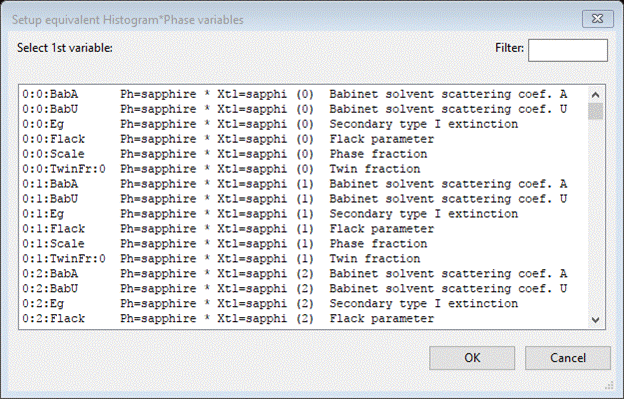 Setup equivalent Histogram*Phase variables
Select 1st variable: Filter:
0:0:BabA Ph=sapphire * Xtl=sapphi (0) Babinet solvent scattering coef. A
0:0:BabU Ph=sapphire * Xtl=sapphi (0) Babinet solvent scattering coef. U
0:0:Eg Ph=sapphire * Xtl=sapphi (0) Secondary type I extinction
0:0:Flack Ph=sapphire * Xtl=sapphi (0) Flack parameter
0:0:Scale Ph=sapphire * Xtl=sapphi (0) Phase fraction
0:0:TwinFr:0 Ph=sapphire * Xtl=sapphi (0) Twin fraction
0:1:BabA Ph=sapphire * Xtl=sapphi (1) Babinet solvent scattering coef. A
0:1:BabU Ph=sapphire * Xtl=sapphi (1) Babinet solvent scattering coef. U
0:1:Eg Ph=sapphire * Xtl=sapphi (1) Secondary type I extinction
0:1:Flack Ph=sapphire * Xtl=sapphi (1) Flack parameter
0:1:Scale Ph=sapphire * Xtl=sapphi (1) Phase fraction
0:1:TwinFr:0 Ph=sapphire * Xtl=sapphi (1) Twin fraction
0:2:BabA Ph=sapphire * Xtl=sapphi (2) Babinet solvent scattering coef. A
0:2:BabU Ph=sapphire * Xtl=sapphi (2) Babinet solvent scattering coef. U
0:2:Eg Ph=sapphire * Xtl=sapphi (2) Secondary type I extinction
0:2:Flack Ph=sapphire * Xtl=sapphi (2) Flack parameter
OK Cancel